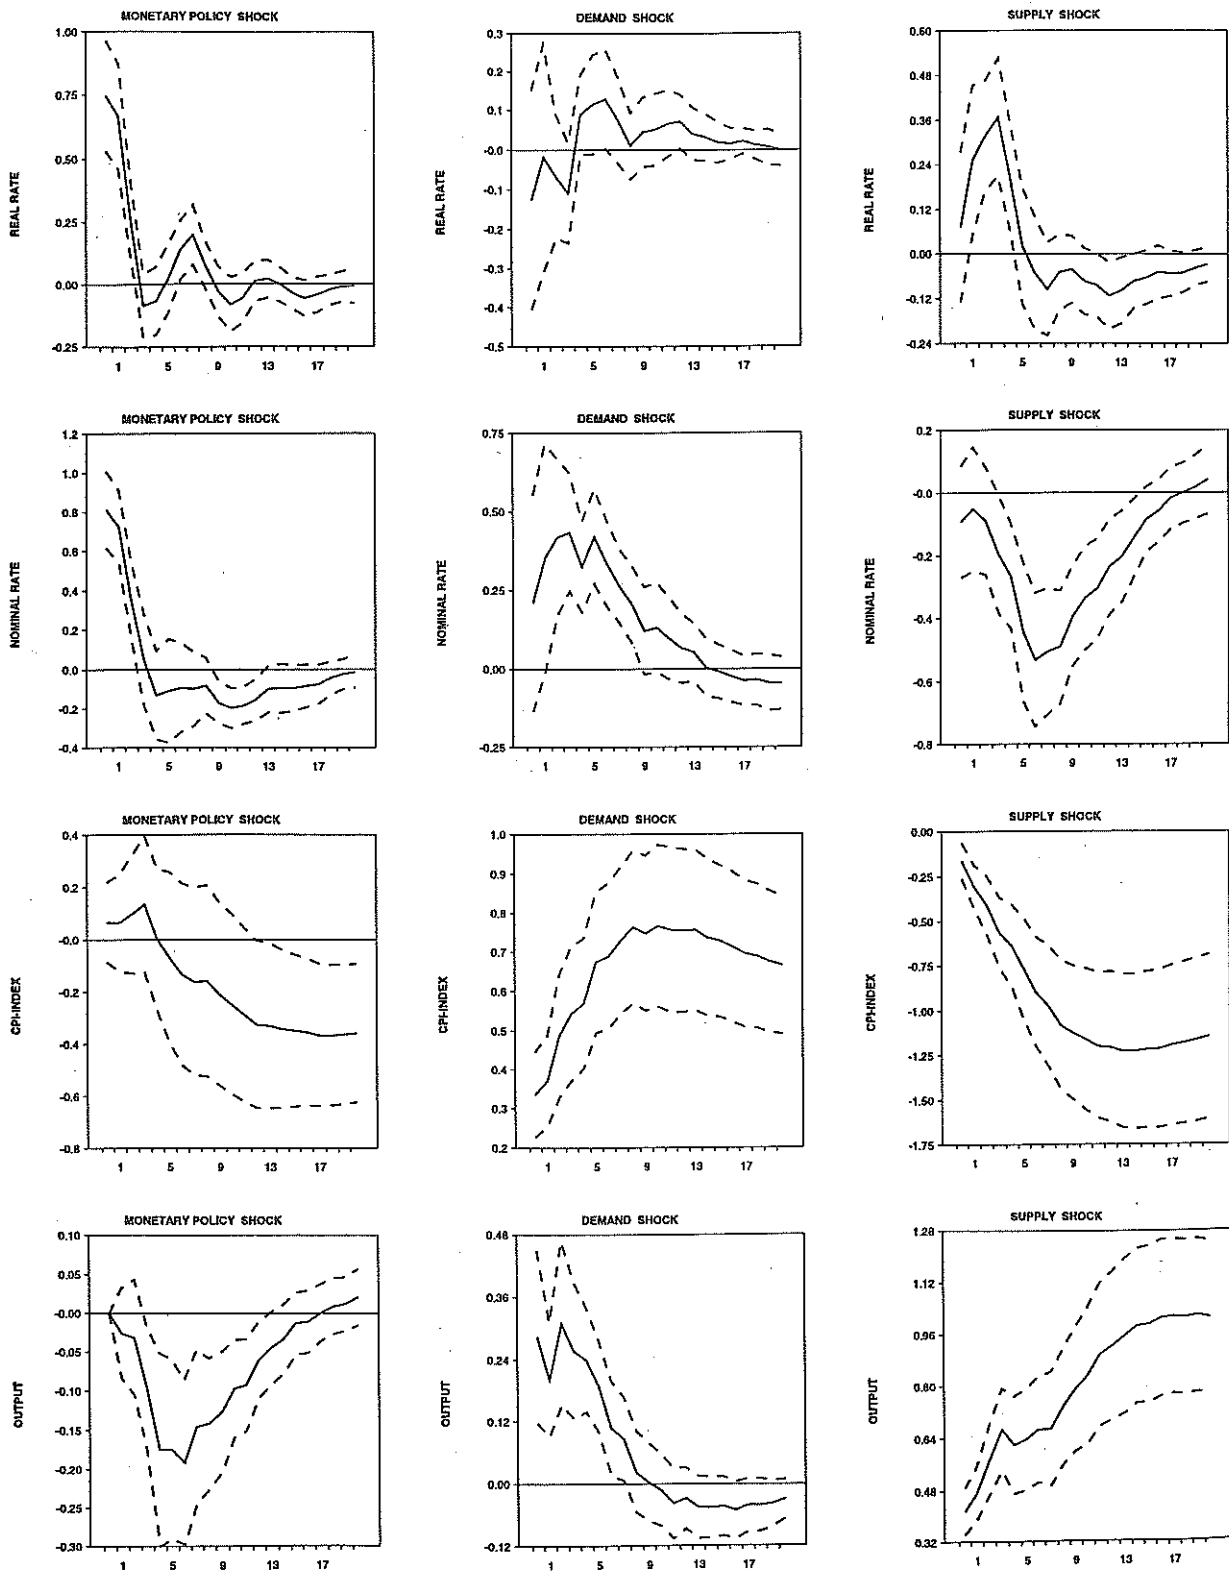 MONETARY POLICY SHOCK
1.00
0.75
0.50
0.25
0.00
-0.25
REAL RATE
1 5 9 13 17
DEMAND SHOCK
0.3
0.2
0.1
-0.0
-0.1
-0.2
-0.3
-0.4
-0.5
REAL RATE
1 5 9 13 17
SUPPLY SHOCK
0.60
0.48
0.36
0.24
0.12
0.00
-0.12
-0.24
REAL RATE
1 5 9 13 17
MONETARY POLICY SHOCK
1.2
1.0
0.8
0.6
0.4
0.2
-0.0
-0.2
-0.4
NOMINAL RATE
1 5 9 13 17
DEMAND SHOCK
0.75
0.50
0.25
0.00
-0.25
NOMINAL RATE
1 5 9 13 17
SUPPLY SHOCK
0.2
-0.0
-0.2
-0.4
-0.6
-0.8
NOMINAL RATE
1 5 9 13 17
MONETARY POLICY SHOCK
0.4
0.2
-0.0
-0.2
-0.4
-0.6
-0.8
CPI-INDEX
1 5 9 13 17
DEMAND SHOCK
1.0
0.9
0.8
0.7
0.6
0.5
0.4
0.3
0.2
CPI-INDEX
1 5 9 13 17
SUPPLY SHOCK
0.00
-0.25
-0.50
-0.75
-1.00
-1.25
-1.50
-1.75
CPI-INDEX
1 5 9 13 17
MONETARY POLICY SHOCK
0.10
0.05
-0.00
-0.05
-0.10
-0.15
-0.20
-0.25
-0.30
OUTPUT
1 5 9 13 17
DEMAND SHOCK
0.48
0.36
0.24
0.12
0.00
-0.12
OUTPUT
1 5 9 13 17
SUPPLY SHOCK
1.28
1.12
0.96
0.80
0.64
0.48
0.32
OUTPUT
1 5 9 13 17